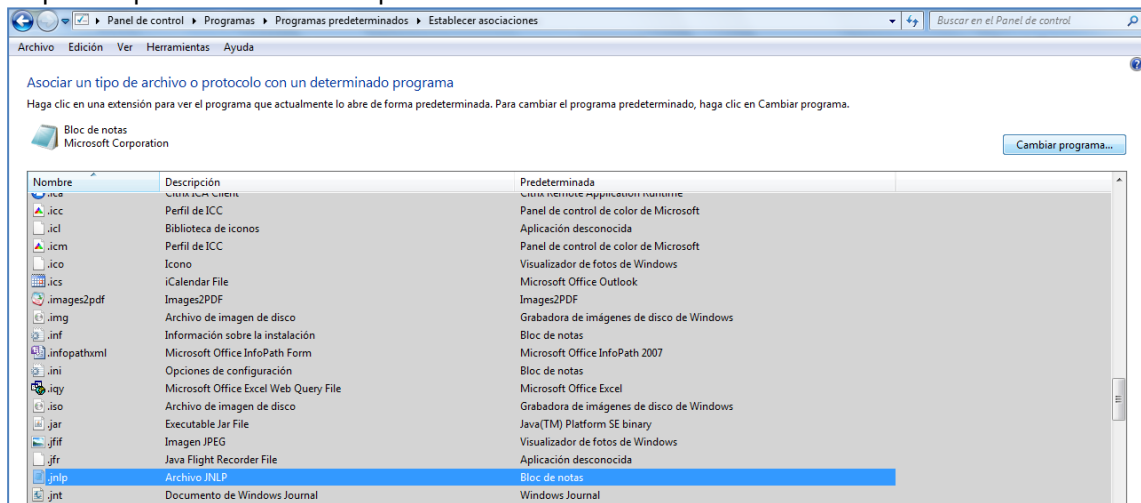 Panel de control ▸ Programas ▸ Programas predeterminados ▸ Establecer asociaciones
Buscar en el Panel de control
Archivo Edición Ver Herramientas Ayuda
Asociar un tipo de archivo o protocolo con un determinado programa
Haga clic en una extensión para ver el programa que actualmente lo abre de forma predeterminada. Para cambiar el programa predeterminado, haga clic en Cambiar programa.
Bloc de notas
Microsoft Corporation
Cambiar programa...
Nombre Descripción Predeterminada
.ica Citrix ICA Client Citrix Remote Application Runtime
.icc Perfil de ICC Panel de control de color de Microsoft
.icl Biblioteca de iconos Aplicación desconocida
.icm Perfil de ICC Panel de control de color de Microsoft
.ico Icono Visualizador de fotos de Windows
.ics iCalendar File Microsoft Office Outlook
.images2pdf Images2PDF Images2PDF
.img Archivo de imagen de disco Grabadora de imágenes de disco de Windows
.inf Información sobre la instalación Bloc de notas
.infopathxml Microsoft Office InfoPath Form Microsoft Office InfoPath 2007
.ini Opciones de configuración Bloc de notas
.iqy Microsoft Office Excel Web Query File Microsoft Office Excel
.iso Archivo de imagen de disco Grabadora de imágenes de disco de Windows
.jar Executable Jar File Java(TM) Platform SE binary
.jfif Imagen JPEG Visualizador de fotos de Windows
.jfr Java Flight Recorder File Aplicación desconocida
.jnlp Archivo JNLP Bloc de notas
.jnt Documento de Windows Journal Windows Journal